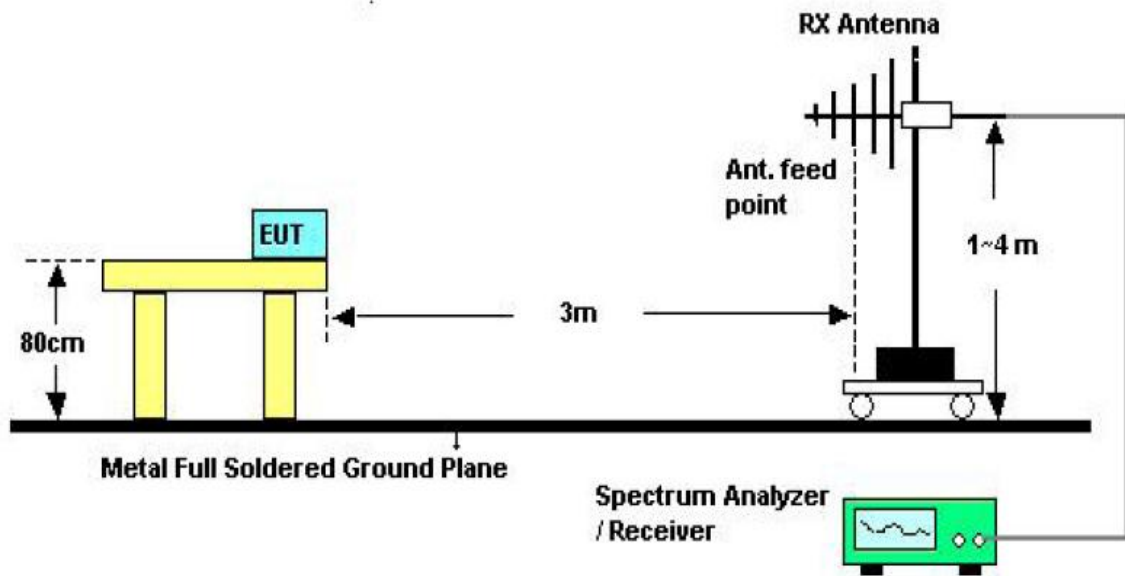 RX Antenna
Ant. feed
point
EUT
1~4 m
3m
80cm
Metal Full Soldered Ground Plane
Spectrum Analyzer
/ Receiver